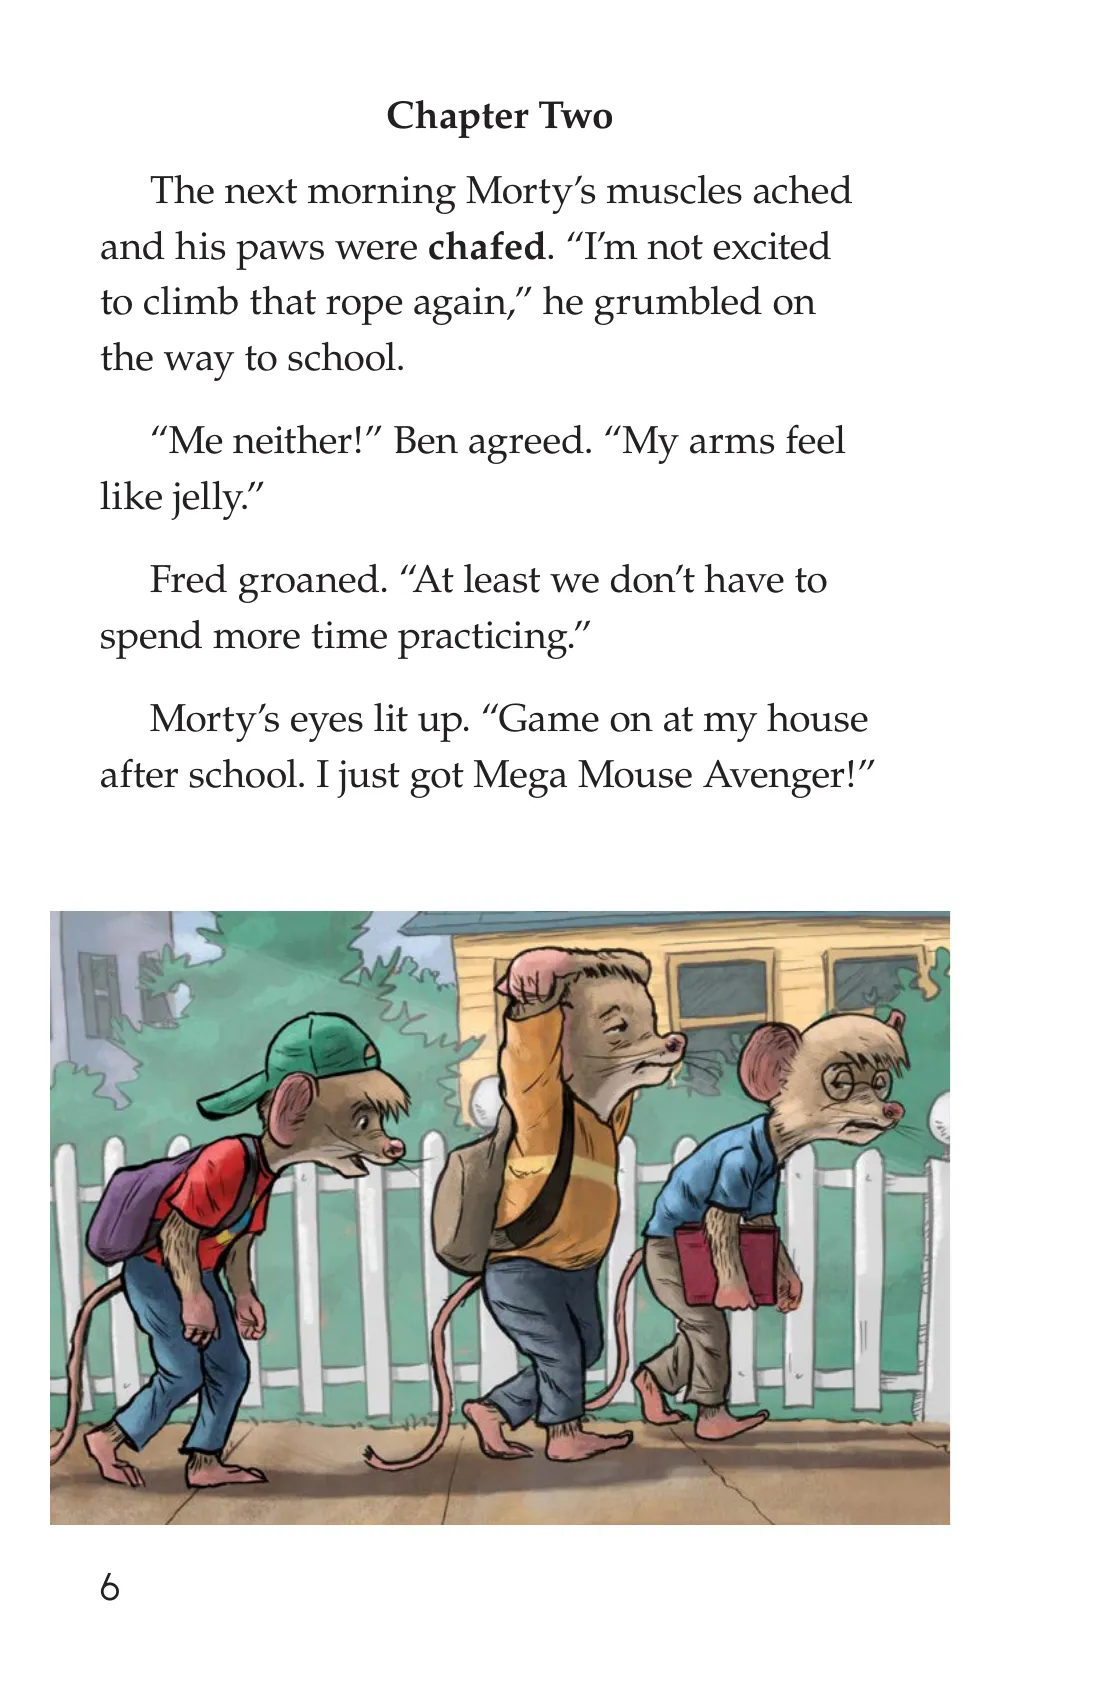 Chapter Two
The next morning Morty’s muscles ached
and his paws were chafed. “I’m not excited
to climb that rope again,” he grumbled on
the way to school.
“Me neither!” Ben agreed. “My arms feel
like jelly.”
Fred groaned. “At least we don’t have to
spend more time practicing.”
Morty’s eyes lit up. “Game on at my house
after school. I just got Mega Mouse Avenger!”
6